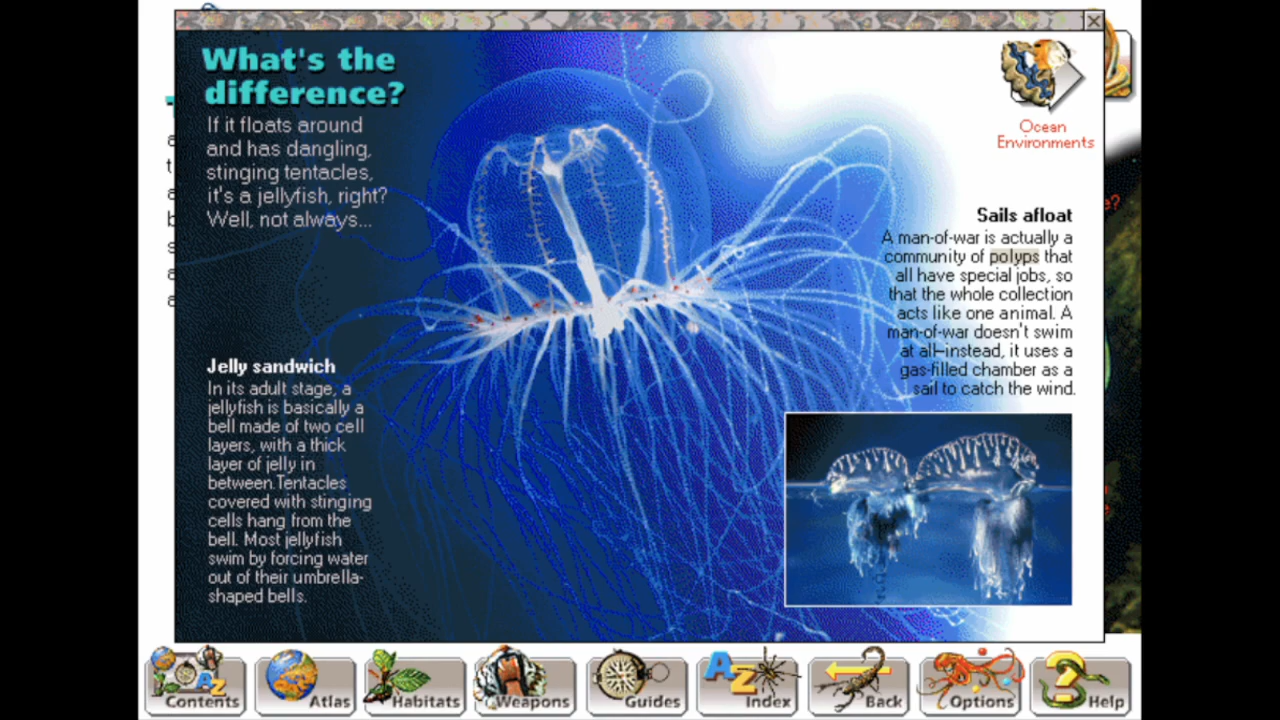 What's the
difference?
If it floats around
and has dangling,
stinging tentacles,
it's a jellyfish, right?
Well, not always...
Ocean
Environments
Sails afloat
A man-of-war is actually a
community of polyps that
all have special jobs, so
that the whole collection
acts like one animal. A
man-of-war doesn't swim
at all–instead, it uses a
gas-filled chamber as a
sail to catch the wind.
Jelly sandwich
In its adult stage, a
jellyfish is basically a
bell made of two cell
layers, with a thick
layer of jelly in
between.Tentacles
covered with stinging
cells hang from the
bell. Most jellyfish
swim by forcing water
out of their umbrella-
shaped bells.
Contents
Atlas
Habitats
Weapons
Guides
AZ
Index
Back
Options
?
Help